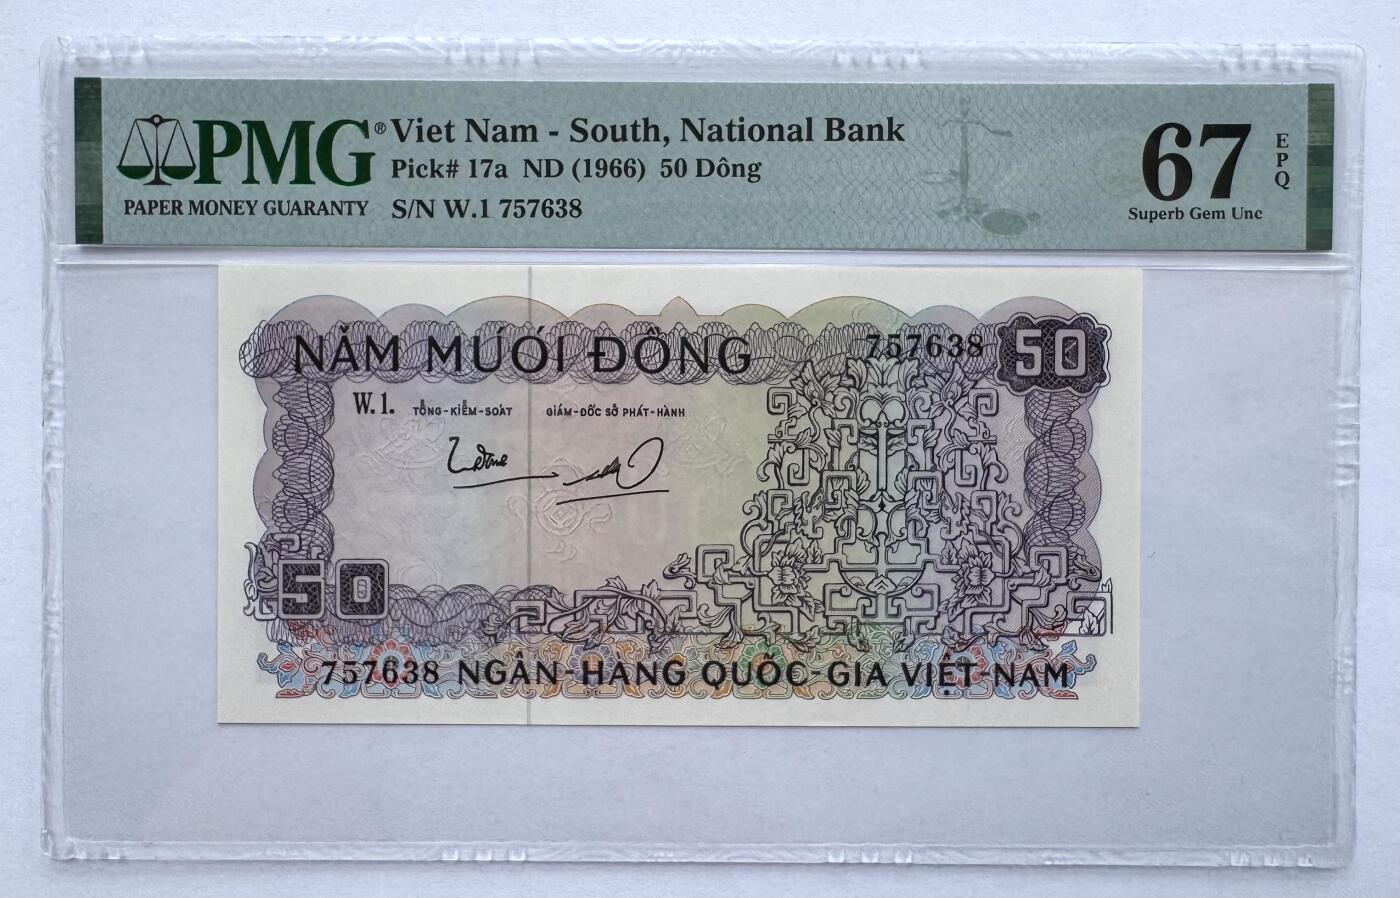 PMG® Viet Nam - South, National Bank
Pick# 17a ND (1966) 50 Dông
PAPER MONEY GUARANTY S/N W.1 757638
67 EPQ
Superb Gem Unc
NĂM MƯƠI ĐỒNG 757638 50
W.1. TỔNG-KIỂM-SOÁT GIÁM-ĐỐC SỞ PHÁT-HÀNH
50
757638 NGÂN-HÀNG QUỐC-GIA VIỆT-NAM